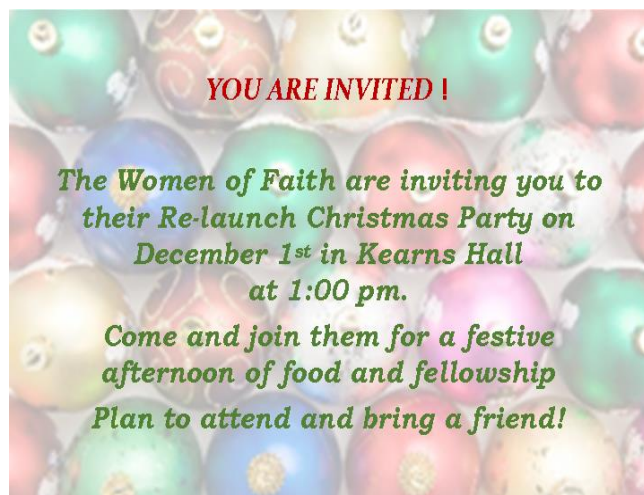 YOU ARE INVITED !
The Women of Faith are inviting you to
their Re-launch Christmas Party on
December 1st in Kearns Hall
at 1:00 pm.
Come and join them for a festive
afternoon of food and fellowship
Plan to attend and bring a friend!